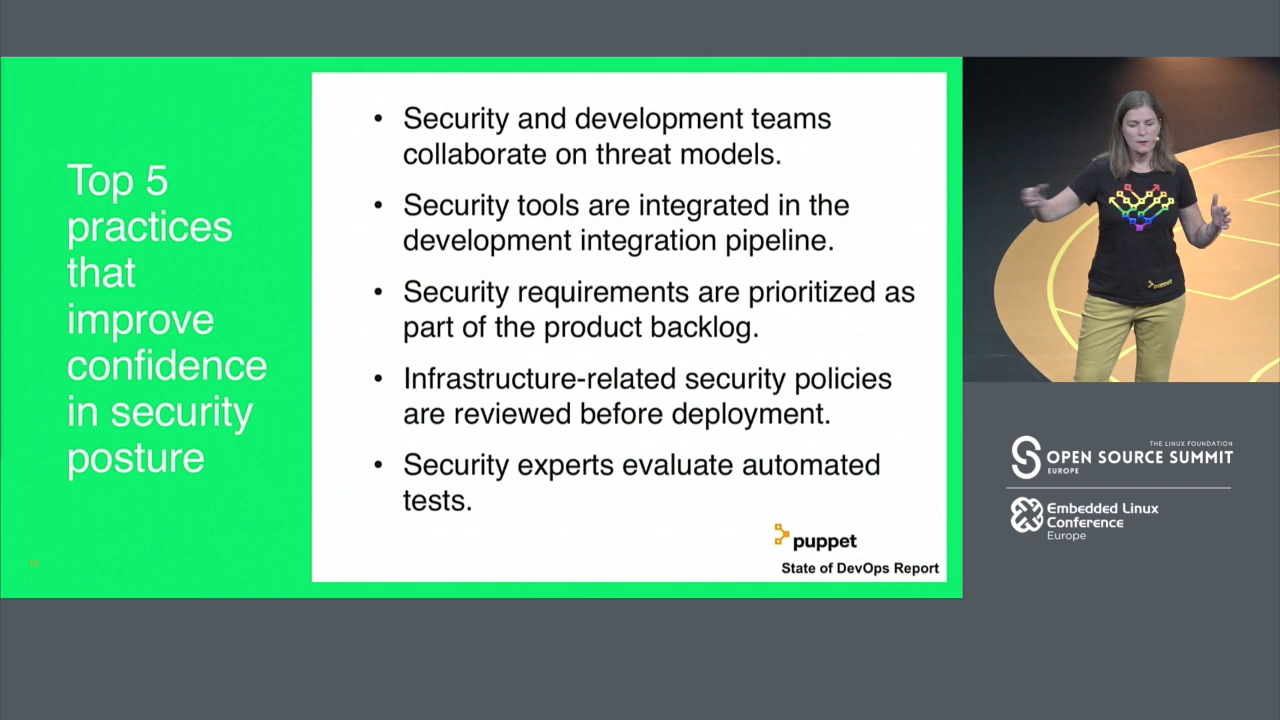 Top 5
practices
that
improve
confidence
in security
posture
• Security and development teams
collaborate on threat models.
• Security tools are integrated in the
development integration pipeline.
• Security requirements are prioritized as
part of the product backlog.
• Infrastructure-related security policies
are reviewed before deployment.
• Security experts evaluate automated
tests.
puppet
State of DevOps Report
puppet
THE LINUX FOUNDATION
OPEN SOURCE SUMMIT
EUROPE
Embedded Linux
Conference
Europe